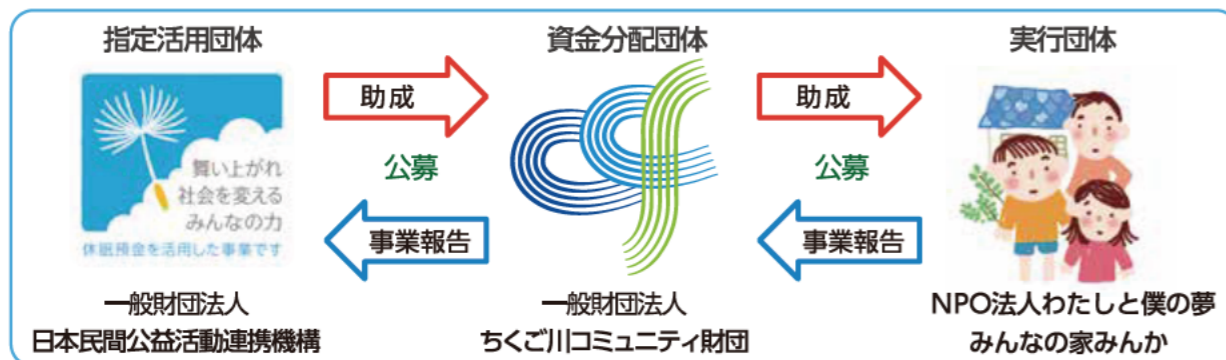 指定活用団体
資金分配団体
実行団体
助成
助成
舞い上がれ
社会を変える
みんなの力
休眠預金を活用した事業です
公募
公募
事業報告
事業報告
一般財団法人
日本民間公益活動連携機構
一般財団法人
ちくご川コミュニティ財団
NPO法人わたしと僕の夢
みんなの家みんか